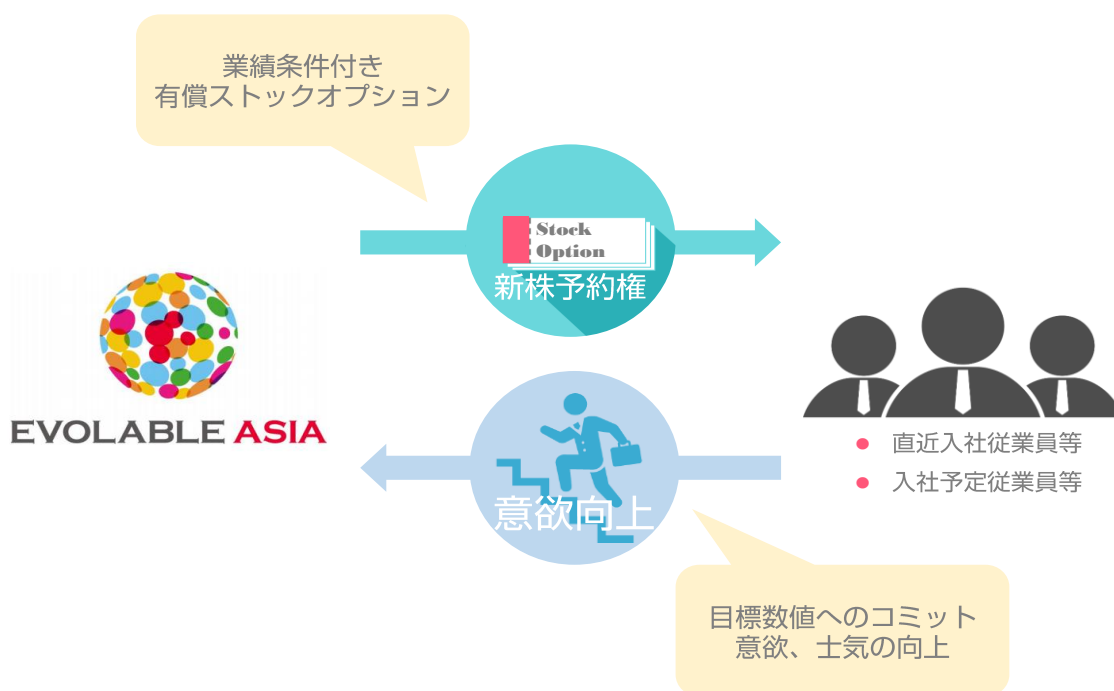 業績条件付き
有償ストックオプション
Stock
Option
新株予約権
EVOLABLE ASIA
直近入社従業員等
入社予定従業員等
意欲向上
目標数値へのコミット
意欲、士気の向上